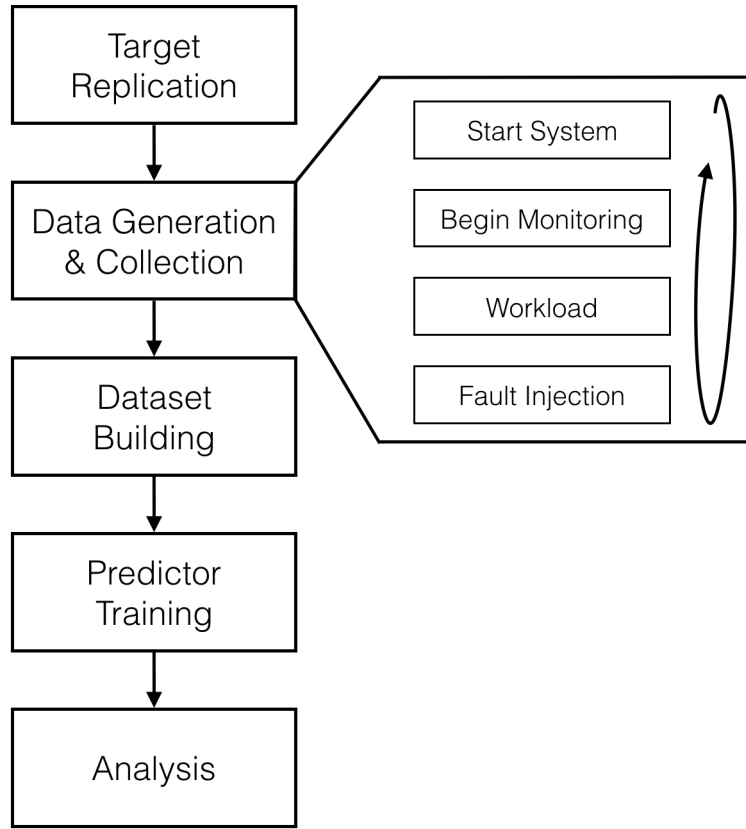 Target
Replication
Data Generation
& Collection
Dataset
Building
Predictor
Training
Analysis
Start System
Begin Monitoring
Workload
Fault Injection